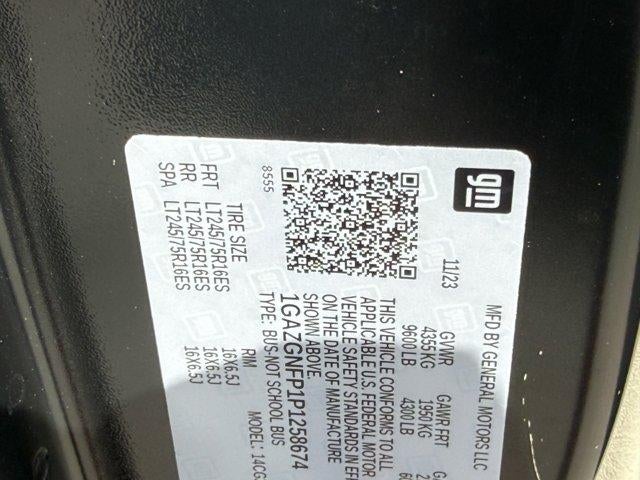 gm
MFD BY GENERAL MOTORS LLC
11/23 GVWR GAWR FRT
4355 KG 1950 KG
9600 LB 4300 LB
THIS VEHICLE CONFORMS TO ALL
APPLICABLE U.S. FEDERAL MOTOR
VEHICLE SAFETY STANDARDS IN EF
ON THE DATE OF MANUFACTURE
SHOWN ABOVE.
1GAZGNFP1P1258674
TYPE: BUS-NOT SCHOOL BUS MODEL: 14CG
8555
TIRE SIZE RIM
FRT LT245/75R16ES 16X6.5J
RR LT245/75R16ES 16X6.5J
SPA LT245/75R16ES 16X6.5J